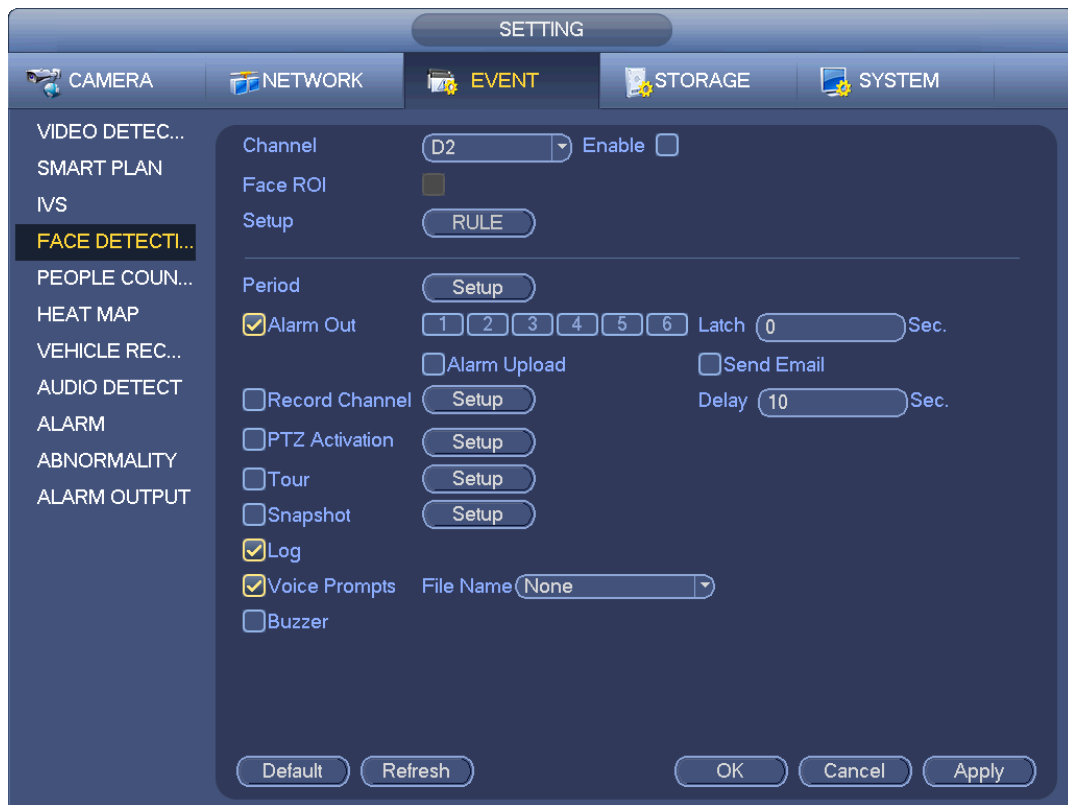 SETTING
CAMERA NETWORK EVENT STORAGE SYSTEM
VIDEO DETEC...
SMART PLAN
IVS
FACE DETECTI...
PEOPLE COUN...
HEAT MAP
VEHICLE REC...
AUDIO DETECT
ALARM
ABNORMALITY
ALARM OUTPUT
Channel D2 Enable
Face ROI
Setup RULE
Period Setup
Alarm Out 1 2 3 4 5 6 Latch 0 Sec.
Alarm Upload Send Email
Record Channel Setup Delay 10 Sec.
PTZ Activation Setup
Tour Setup
Snapshot Setup
Log
Voice Prompts File Name None
Buzzer
Default Refresh OK Cancel Apply